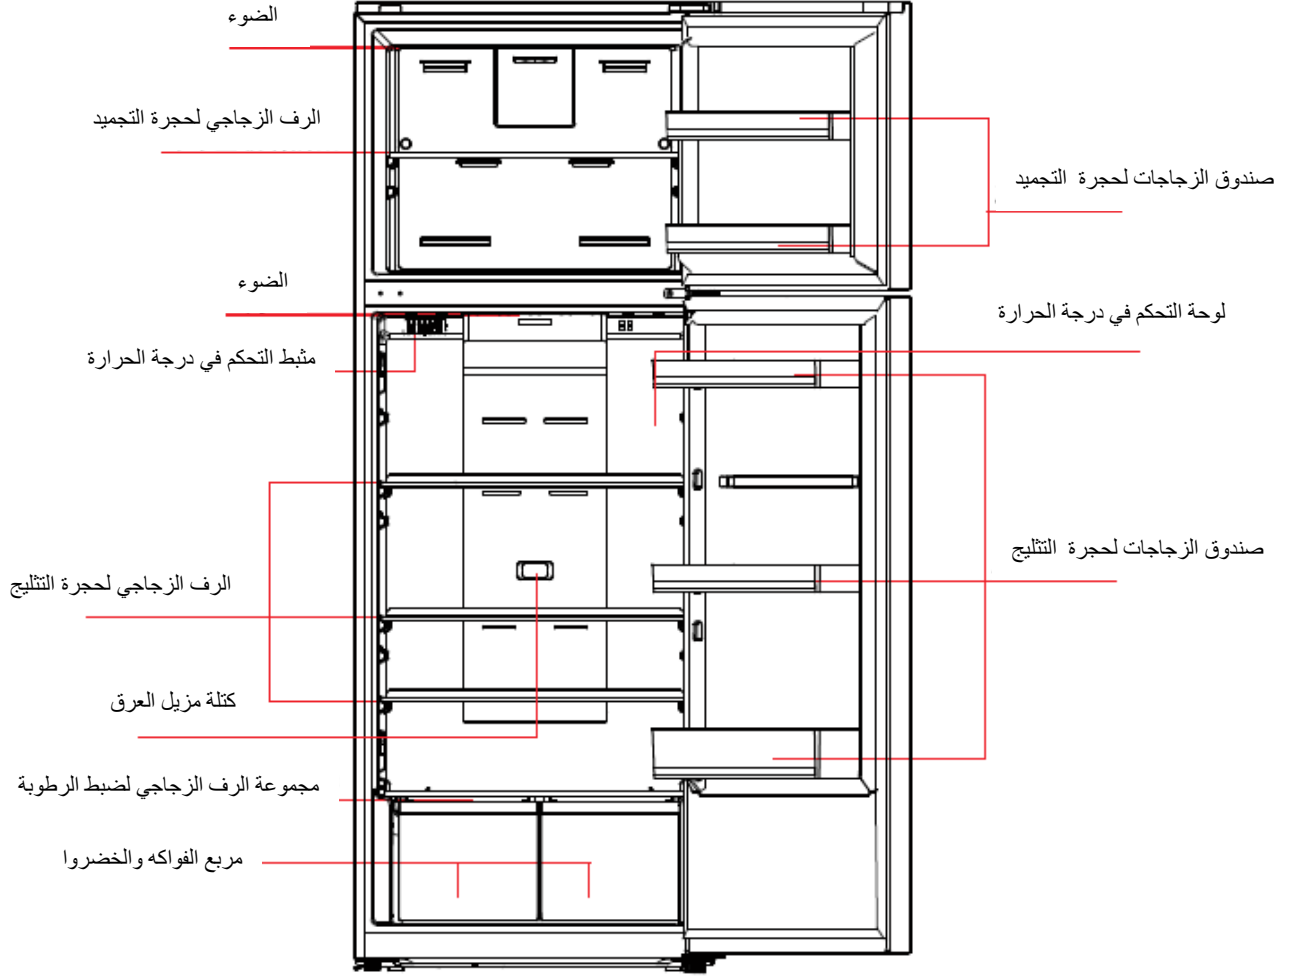 الضوء
الرف الزجاجي لحجرة التجميد
صندوق الزجاجات لحجرة التجميد
الضوء
لوحة التحكم في درجة الحرارة
مثبط التحكم في درجة الحرارة
صندوق الزجاجات لحجرة التثليج
الرف الزجاجي لحجرة التثليج
كتلة مزيل العرق
مجموعة الرف الزجاجي لضبط الرطوبة
مربع الفواكه والخضروا